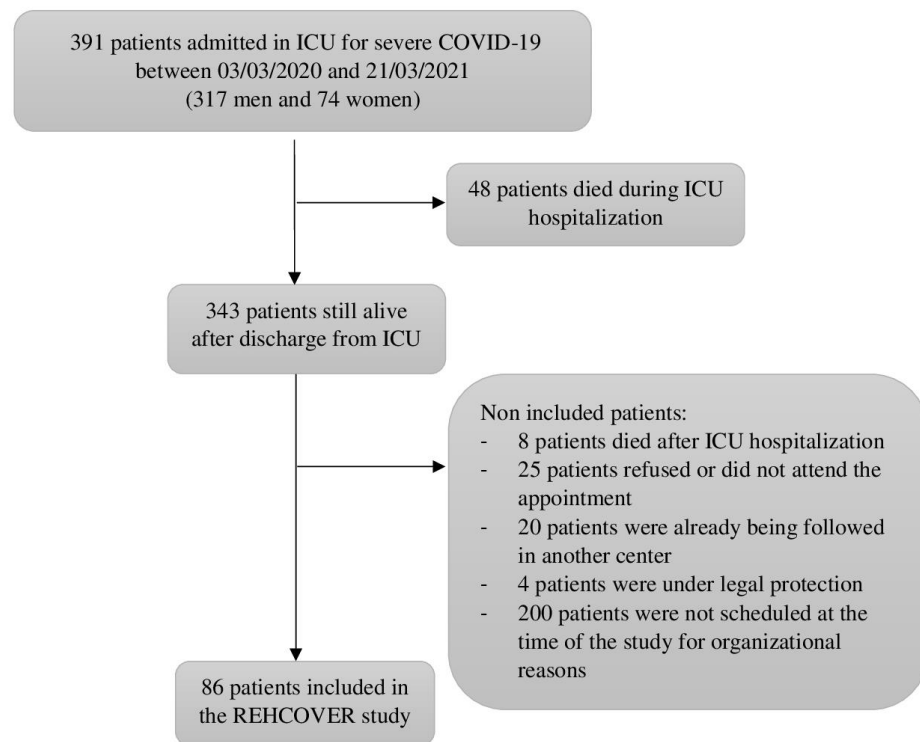 391 patients admitted in ICU for severe COVID-19
between 03/03/2020 and 21/03/2021
(317 men and 74 women)
48 patients died during ICU
hospitalization
343 patients still alive
after discharge from ICU
Non included patients:
- 8 patients died after ICU hospitalization
- 25 patients refused or did not attend the
appointment
- 20 patients were already being followed
in another center
- 4 patients were under legal protection
- 200 patients were not scheduled at the
time of the study for organizational
reasons
86 patients included in
the REHCOVER study